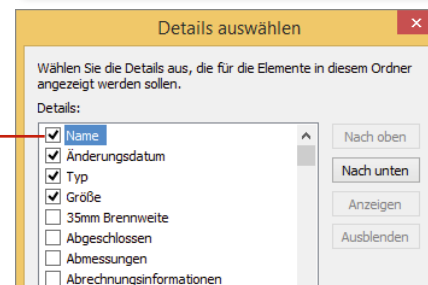 Details auswählen
Wählen Sie die Details aus, die für die Elemente in diesem Ordner
angezeigt werden sollen.
Details:
Name
Änderungsdatum
Typ
Größe
35mm Brennweite
Abgeschlossen
Abmessungen
Abrechnungsinformationen
Nach oben
Nach unten
Anzeigen
Ausblenden